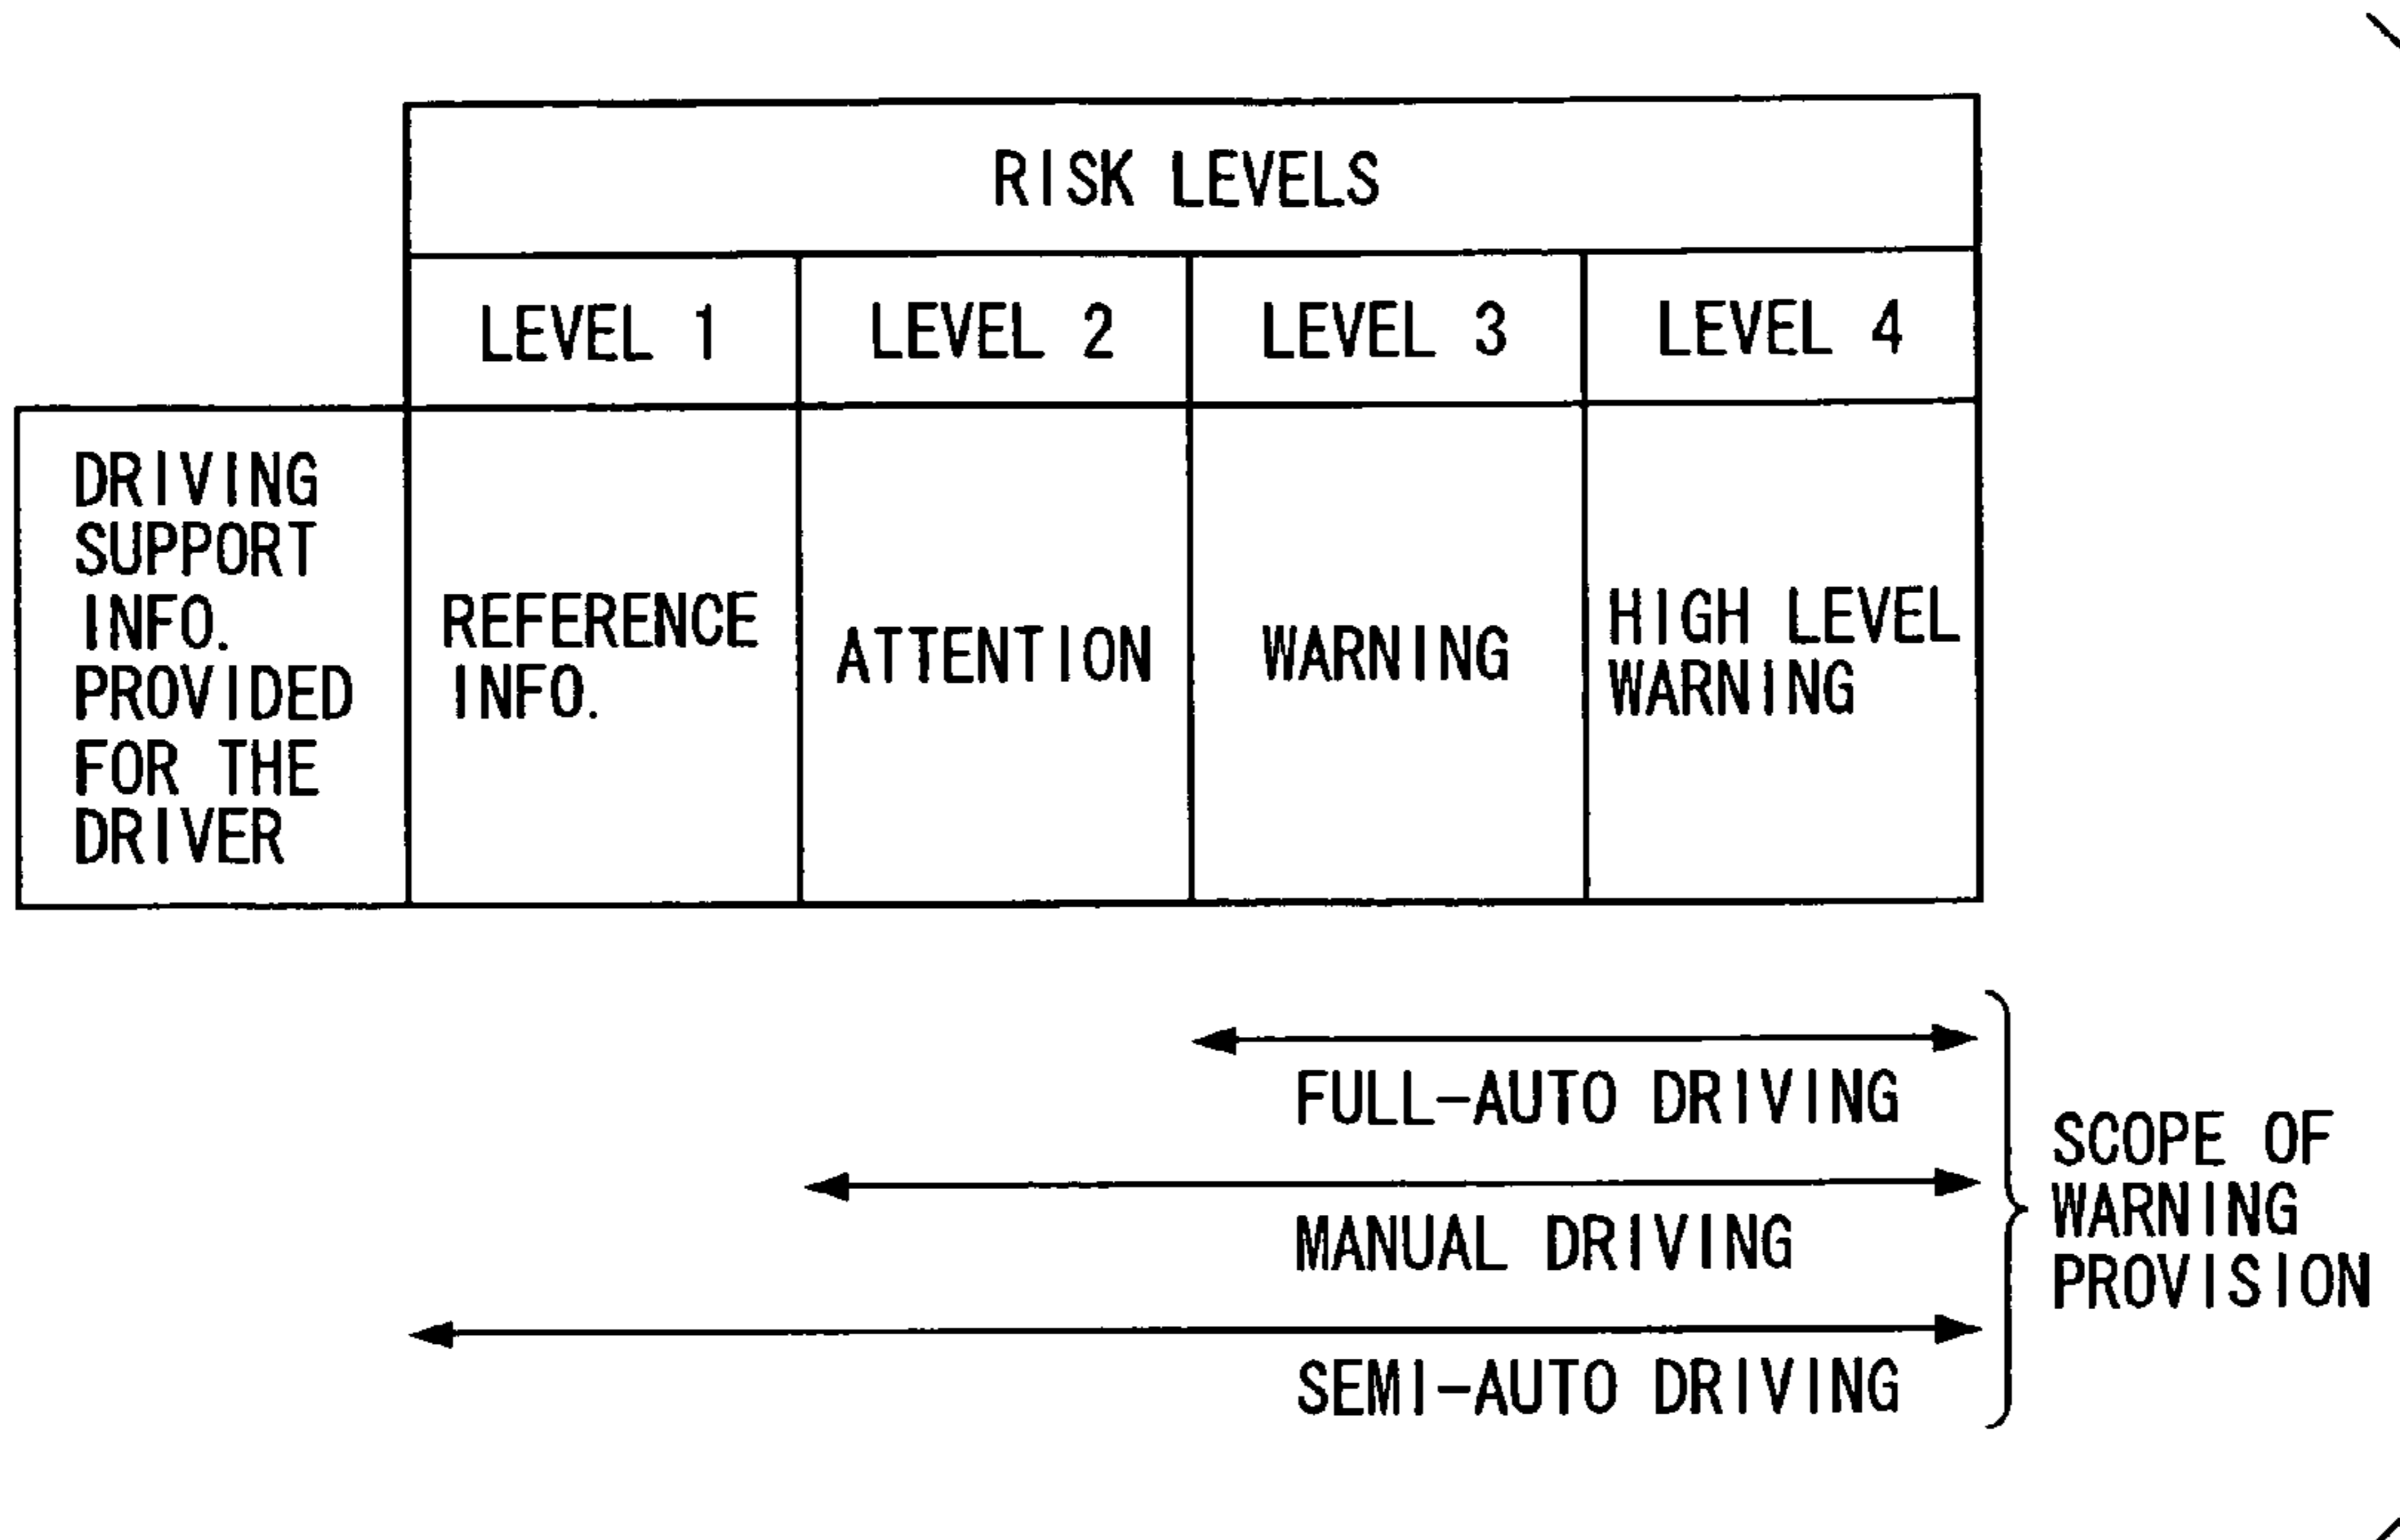 RISK LEVELS
LEVEL 1
LEVEL 2
LEVEL 3
LEVEL 4
DRIVING
SUPPORT
INFO.
PROVIDED
FOR THE
DRIVER
REFERENCE
INFO.
ATTENTION
WARNING
HIGH LEVEL
WARNING
FULL-AUTO DRIVING
MANUAL DRIVING
SEMI-AUTO DRIVING
SCOPE OF
WARNING
PROVISION